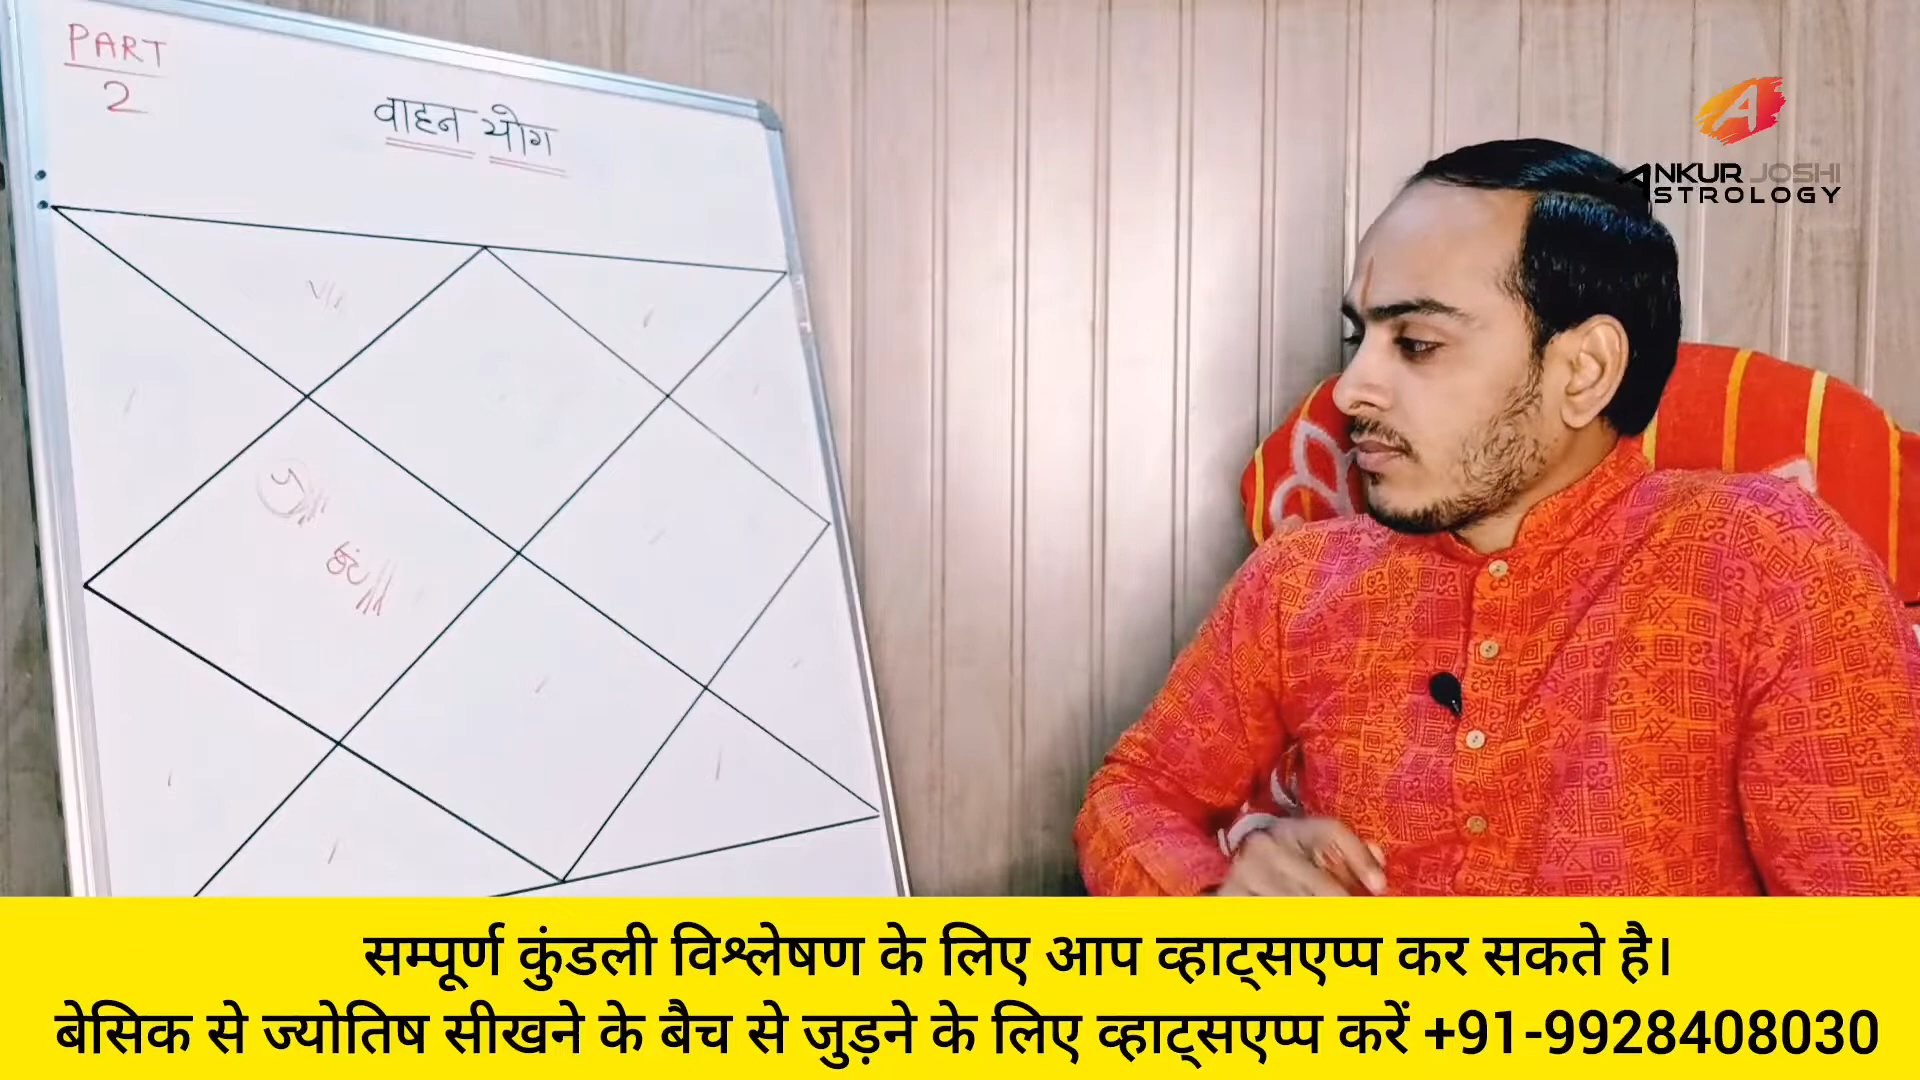 PART
2
वाहन योग
A
ANKUR JOSHI
ASTROLOGY
सम्पूर्ण कुंडली विश्लेषण के लिए आप व्हाट्सएप्प कर सकते है।
बेसिक से ज्योतिष सीखने के बैच से जुड़ने के लिए व्हाट्सएप्प करें +91-9928408030